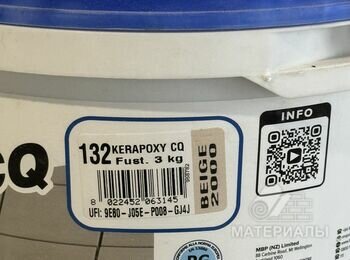 132 KERAPOXY CQ
Fust. 3 kg
BEIGE
2000
8 022452 063145
UFI: 9E80-J05E-P008-GJ4J
CQ
INFO
МАТЕРИАЛЫ
MBP (NZ) Limited